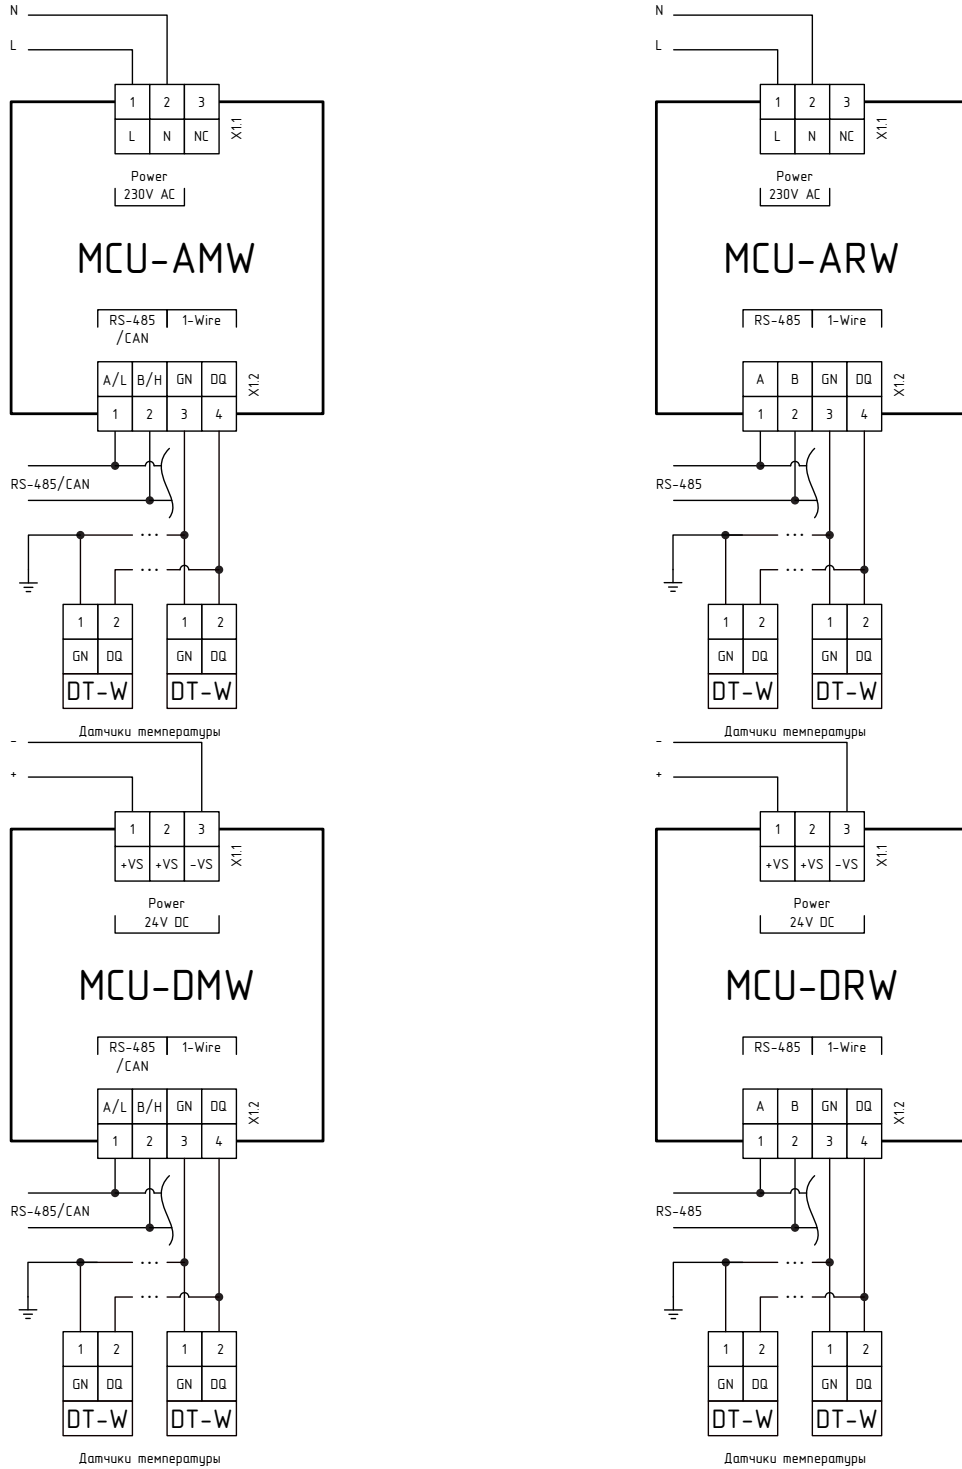 N
L
1 2 3
L N NC
X1.1
Power
230V AC
MCU-AMW
RS-485 1-Wire
/CAN
A/L B/H GN DQ
X1.2
1 2 3 4
RS-485/CAN
...
...
1 2 1 2
GN DQ GN DQ
DT-W DT-W
Датчики температуры
N
L
1 2 3
L N NC
X1.1
Power
230V AC
MCU-ARW
RS-485 1-Wire
A B GN DQ
X1.2
1 2 3 4
RS-485
...
...
1 2 1 2
GN DQ GN DQ
DT-W DT-W
Датчики температуры
-
+
1 2 3
+VS +VS -VS
X1.1
Power
24V DC
MCU-DMW
RS-485 1-Wire
/CAN
A/L B/H GN DQ
X1.2
1 2 3 4
RS-485/CAN
...
...
1 2 1 2
GN DQ GN DQ
DT-W DT-W
Датчики температуры
-
+
1 2 3
+VS +VS -VS
X1.1
Power
24V DC
MCU-DRW
RS-485 1-Wire
A B GN DQ
X1.2
1 2 3 4
RS-485
...
...
1 2 1 2
GN DQ GN DQ
DT-W DT-W
Датчики температуры